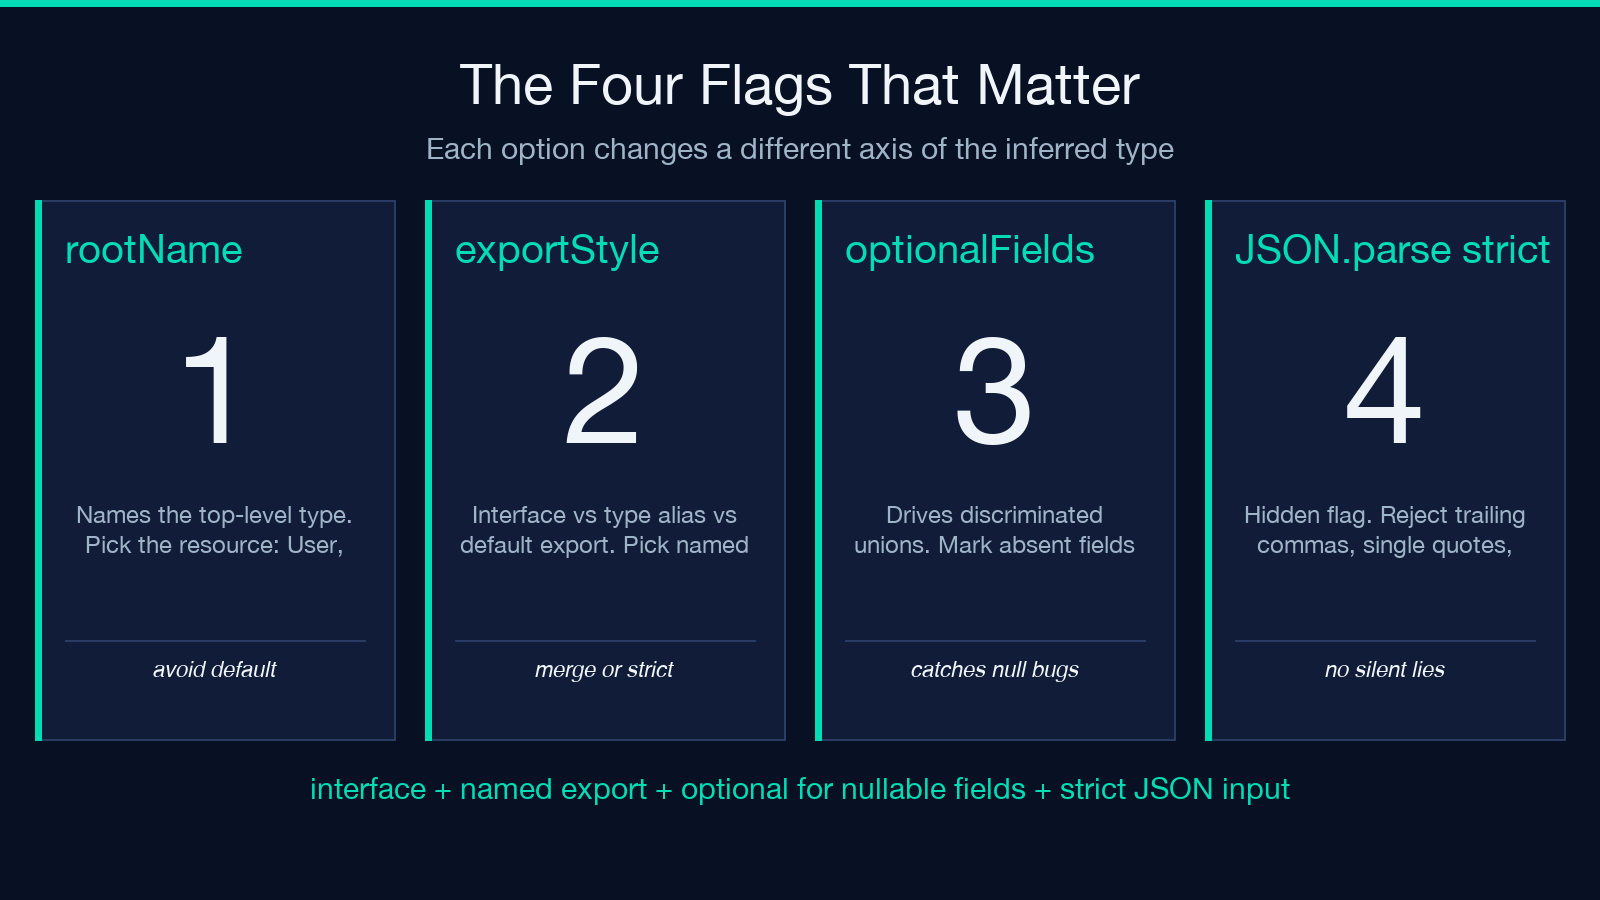 The Four Flags That Matter
Each option changes a different axis of the inferred type
rootName
1
Names the top-level type.
Pick the resource: User,
avoid default
exportStyle
2
Interface vs type alias vs
default export. Pick named
merge or strict
optionalFields
3
Drives discriminated
unions. Mark absent fields
catches null bugs
JSON.parse strict
4
Hidden flag. Reject trailing
commas, single quotes,
no silent lies
interface + named export + optional for nullable fields + strict JSON input